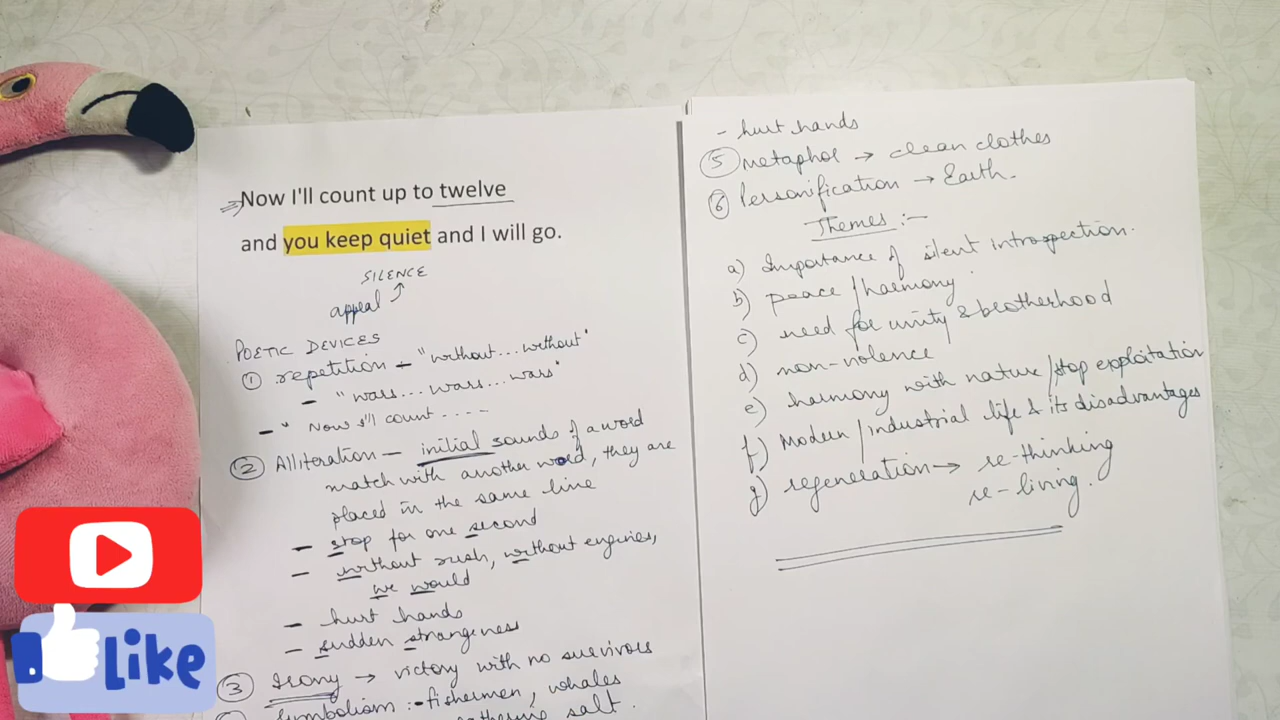 Now I'll count up to twelve
and you keep quiet and I will go.
SILENCE
appeal
POETIC DEVICES
① repetition – "without...without"
– "wars...wars...wars"
– " Now I'll count ----
② Alliteration – initial sounds of a word
match with another word, they are
placed in the same line
– stop for one second
– without rush, without engines,
we would
– hurt hands
– sudden strangeness
③ Irony → victory with no survivors
Symbolism :- fishermen, whales
gathering salt.
- hurt hands
⑤ metaphor → clean clothes
⑥ Personification → Earth.
Themes :-
a) Importance of silent introspection.
b) peace / harmony
c) need for unity & brotherhood
d) non-violence
e) harmony with nature / stop exploitation
f) Modern / industrial life & its disadvantages
g) regeneration → re-thinking
re-living.
Like